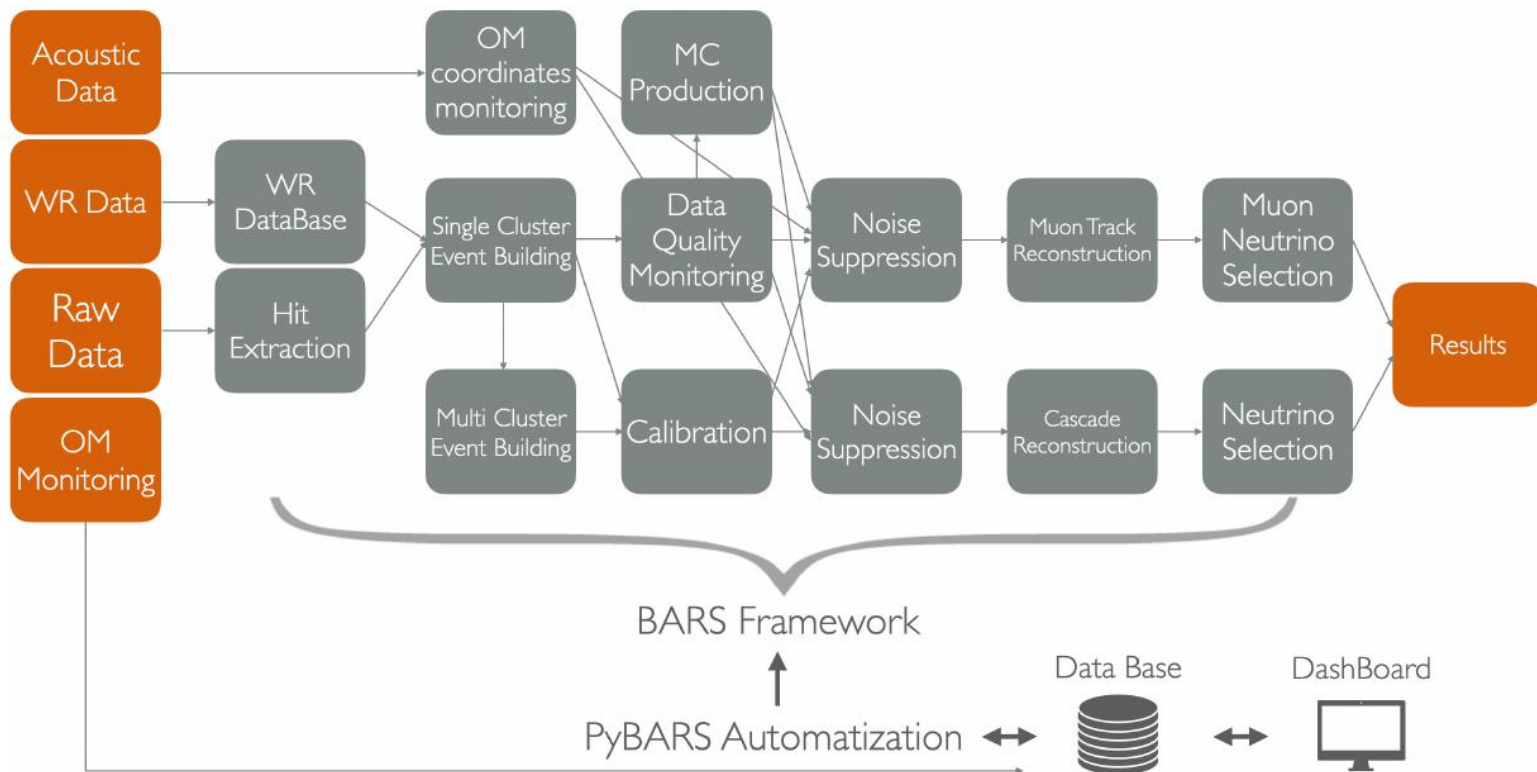 Acoustic
Data
OM
coordinates
monitoring
MC
Production
WR Data
WR
DataBase
Single Cluster
Event Building
Data
Quality
Monitoring
Noise
Suppression
Muon Track
Reconstruction
Muon
Neutrino
Selection
Raw
Data
Hit
Extraction
Results
OM
Monitoring
Multi Cluster
Event Building
Calibration
Noise
Suppression
Cascade
Reconstruction
Neutrino
Selection
BARS Framework
Data Base
DashBoard
PyBARS Automatization